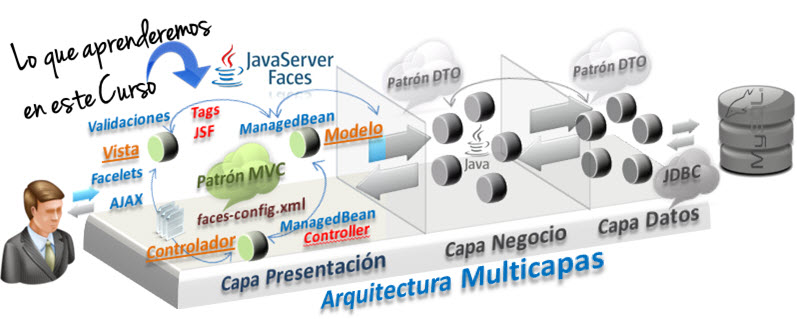 Lo que aprenderemos
en este Curso
JavaServer
Faces
Patrón DTO
Patrón DTO
Validaciones
Tags
JSF
ManagedBean
Vista
Modelo
Facelets
AJAX
Patrón MVC
faces-config.xml
ManagedBean
Controller
Controlador
Java
MySQL
JDBC
Capa Presentación
Capa Negocio
Capa Datos
Arquitectura Multicapas